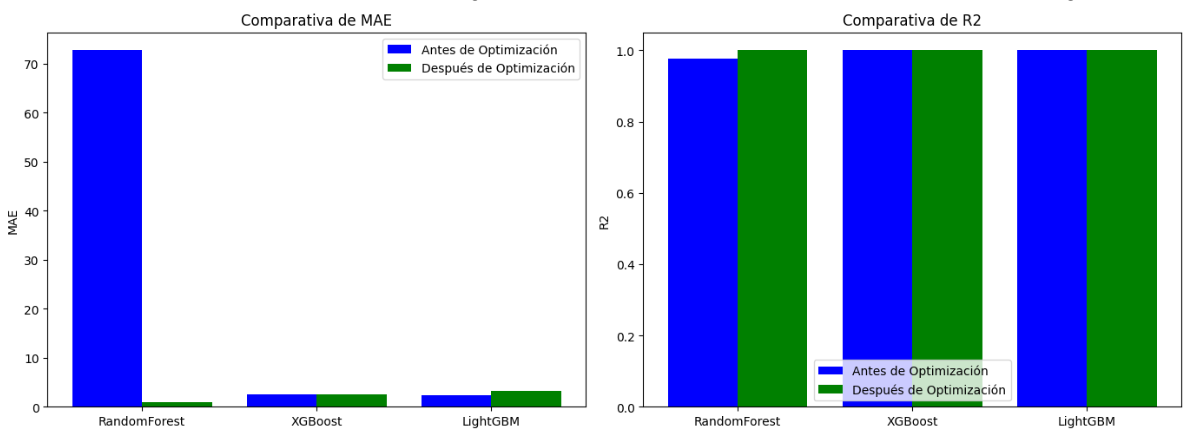 Comparativa de MAE
70
60
50
40
30
20
10
0
MAE
Antes de Optimización
Después de Optimización
RandomForest XGBoost LightGBM
Comparativa de R2
1.0
0.8
0.6
0.4
0.2
0.0
R2
Antes de Optimización
Después de Optimización
RandomForest XGBoost LightGBM